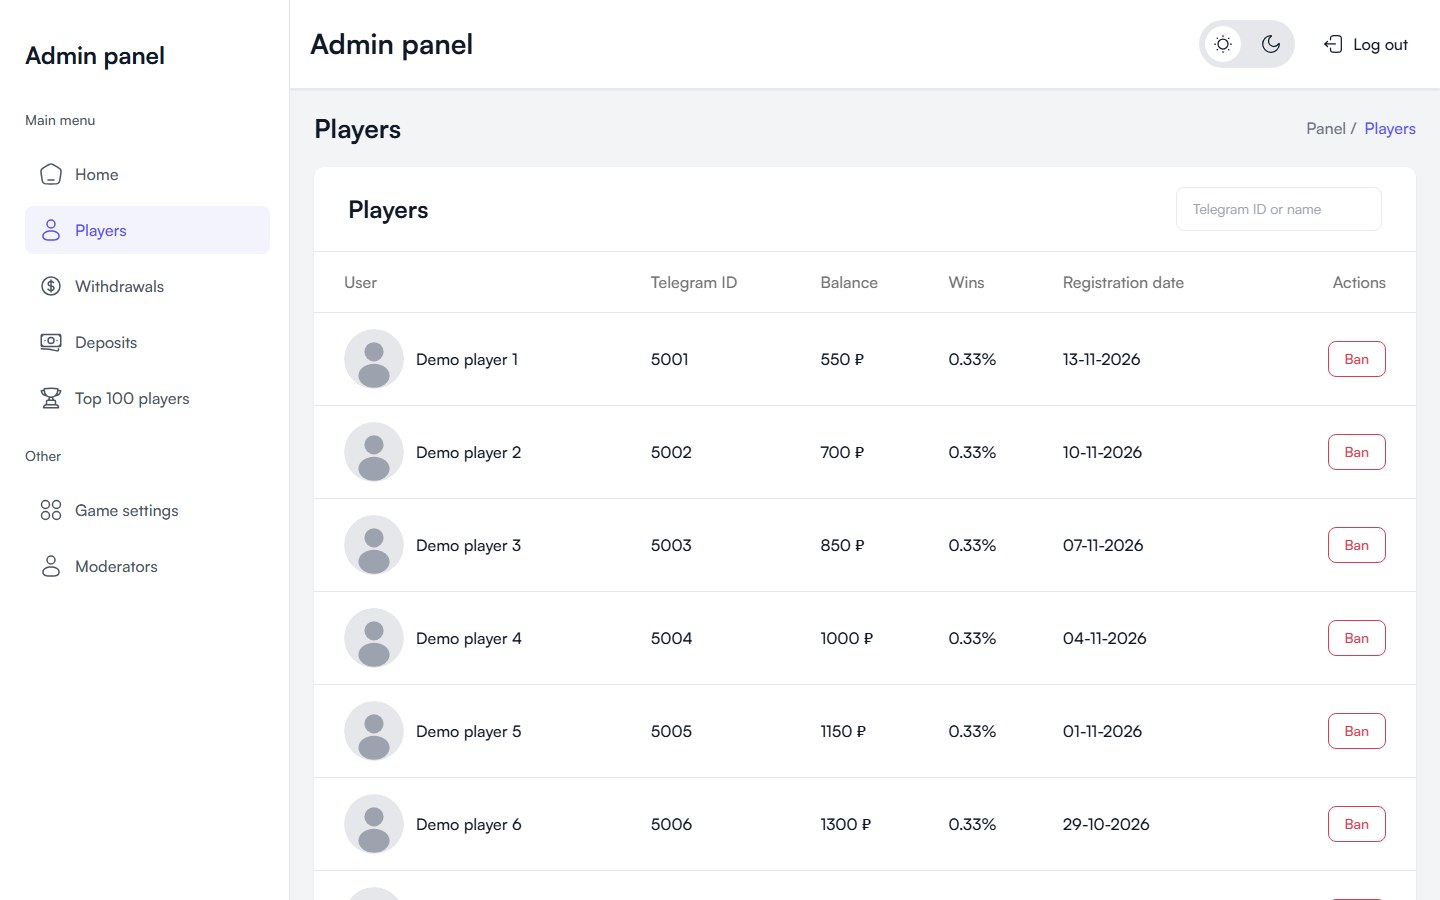 Admin panel
Main menu
Home
Players
Withdrawals
Deposits
Top 100 players
Other
Game settings
Moderators
Admin panel
Log out
Players
Panel / Players
Players
Telegram ID or name
User Telegram ID Balance Wins Registration date Actions
Demo player 1 5001 550 ₽ 0.33% 13-11-2026 Ban
Demo player 2 5002 700 ₽ 0.33% 10-11-2026 Ban
Demo player 3 5003 850 ₽ 0.33% 07-11-2026 Ban
Demo player 4 5004 1000 ₽ 0.33% 04-11-2026 Ban
Demo player 5 5005 1150 ₽ 0.33% 01-11-2026 Ban
Demo player 6 5006 1300 ₽ 0.33% 29-10-2026 Ban